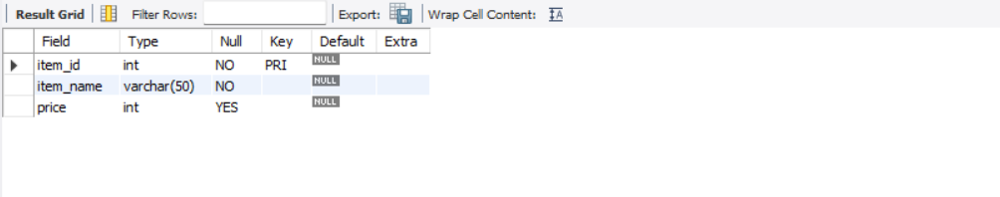 Result Grid Filter Rows: Export: Wrap Cell Content: IA
Field Type Null Key Default Extra
item_id int NO PRI NULL
item_name varchar(50) NO NULL
price int YES NULL